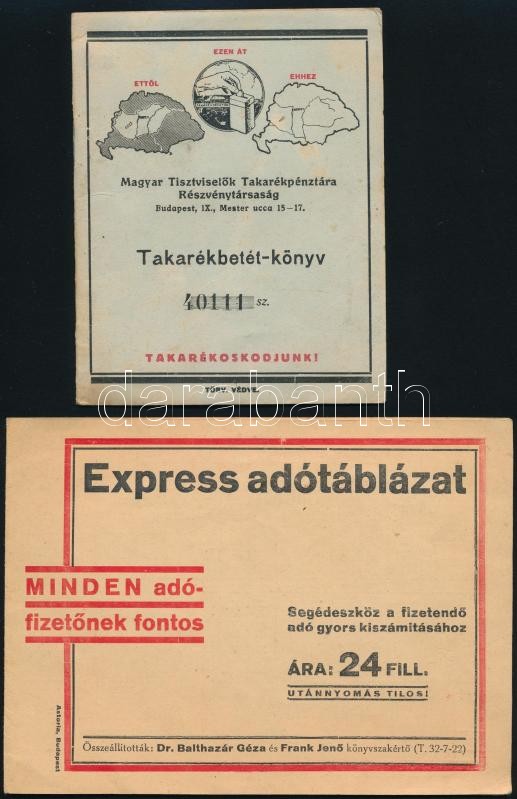 EZEN ÁT
ETTŐL
EHHEZ
Magyar Tisztviselők Takarékpénztára
Részvénytársaság
Budapest, IX., Mester ucca 15-17.
Takarékbetét-könyv
40111 sz.
TAKARÉKOSKODJUNK!
TÖRV. VÉDVE.
darabanth
Express adótáblázat
MINDEN adó-
fizetőnek fontos
Segédeszköz a fizetendő
adó gyors kiszámitásához
ÁRA: 24 FILL.
UTÁNNYOMÁS TILOS!
Astoria, Budapest
Összeállították: Dr. Balthazár Géza és Frank Jenő könyvszakértő (T. 32-7-22)